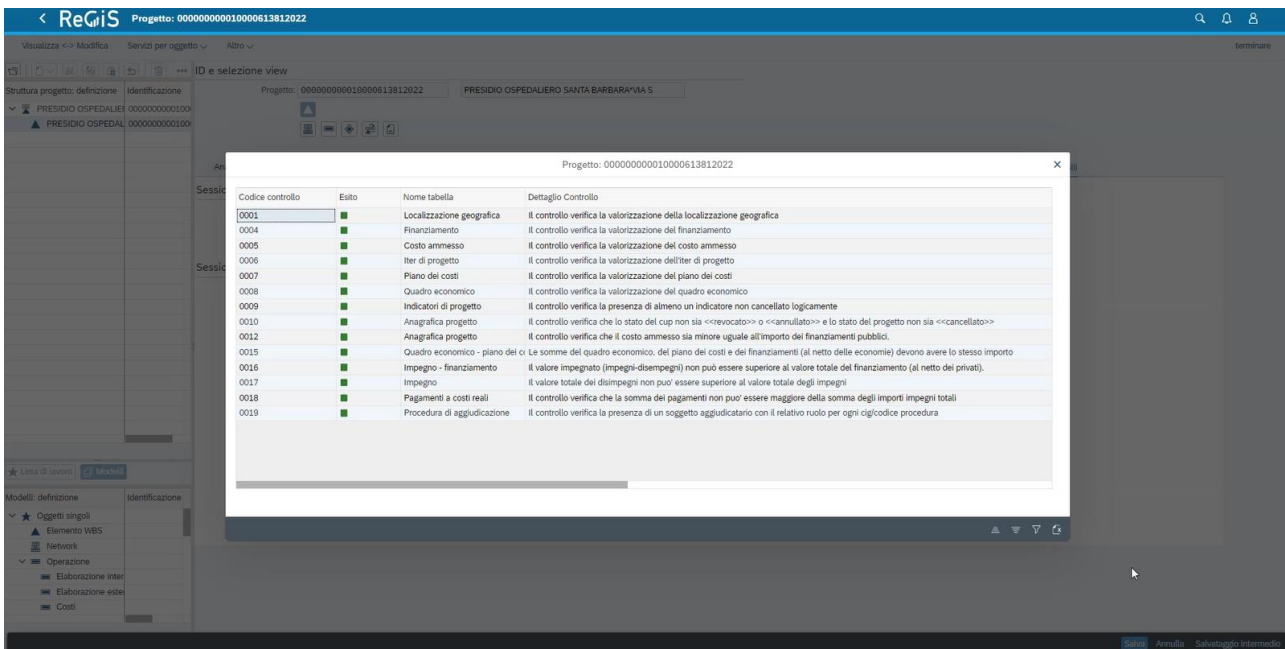 ReGiS Progetto: 000000000010000613812022
Visualizza <-> Modifica Servizi per oggetto Altro terminare
ID e selezione view
Struttura progetto: definizione Identificazione
Progetto: 000000000010000613812022 PRESIDIO OSPEDALIERO SANTA BARBARA*VIA S
PRESIDIO OSPEDALIE 0000000000100
PRESIDIO OSPEDAL 0000000000100
An
Progetto: 000000000010000613812022
Sessio
Codice controllo Esito Nome tabella Dettaglio Controllo
0001 Localizzazione geografica Il controllo verifica la valorizzazione della localizzazione geografica
0004 Finanziamento Il controllo verifica la valorizzazione del finanziamento
0005 Costo ammesso Il controllo verifica la valorizzazione del costo ammesso
0006 Iter di progetto Il controllo verifica la valorizzazione dell'iter di progetto
Sessio
0007 Piano dei costi Il controllo verifica la valorizzazione del piano dei costi
0008 Quadro economico Il controllo verifica la valorizzazione del quadro economico
0009 Indicatori di progetto Il controllo verifica la presenza di almeno un indicatore non cancellato logicamente
0010 Anagrafica progetto Il controllo verifica che lo stato del cup non sia <<revocato>> o <<annullato>> e lo stato del progetto non sia <<cancellato>>
0012 Anagrafica progetto Il controllo verifica che il costo ammesso sia minore uguale all'importo dei finanziamenti pubblici.
0015 Quadro economico - piano dei c Le somme del quadro economico, del piano dei costi e dei finanziamenti (al netto delle economie) devono avere lo stesso importo
0016 Impegno - finanziamento Il valore impegnato (impegni-disempegni) non può essere superiore al valore totale del finanziamento (al netto dei privati).
0017 Impegno Il valore totale dei disimpegni non puo' essere superiore al valore totale degli impegni
0018 Pagamenti a costi reali Il controllo verifica che la somma dei pagamenti non puo' essere maggiore della somma degli importi impegni totali
0019 Procedura di aggiudicazione Il controllo verifica la presenza di un soggetto aggiudicatario con il relativo ruolo per ogni cig/codice procedura
Lista di lavoro Modelli
Modelli: definizione Identificazione
Oggetti singoli
Elemento WBS
Network
Operazione
Elaborazione inter
Elaborazione este
Costi
Salva Annulla Salvataggio intermedio